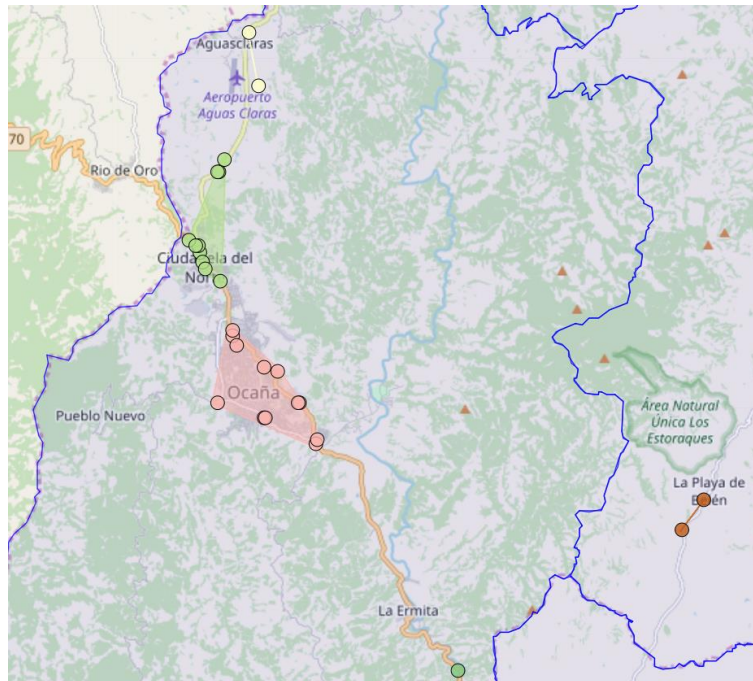 Aguasclaras
Aeropuerto
Aguas Claras
70
Rio de Oro
Ciudadela del
Norte
Ocaña
Pueblo Nuevo
Área Natural
Única Los
Estoraques
La Playa de
Belén
La Ermita